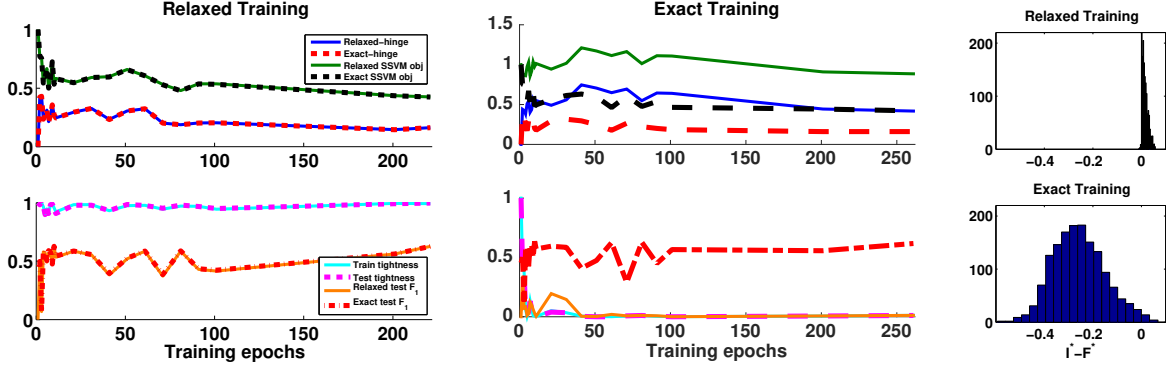 Relaxed Training
1
0.5
0
0 50 100 150 200
Relaxed-hinge
Exact-hinge
Relaxed SSVM obj
Exact SSVM obj
1
0.5
0
0 50 100 150 200
Train tightness
Test tightness
Relaxed test F₁
Exact test F₁
Training epochs
Exact Training
1.5
1
0.5
0
0 50 100 150 200 250
1
0.5
0
0 50 100 150 200 250
Training epochs
Relaxed Training
200
100
0
−0.4 −0.2 0
Exact Training
200
100
0
−0.4 −0.2 0
I*−F*